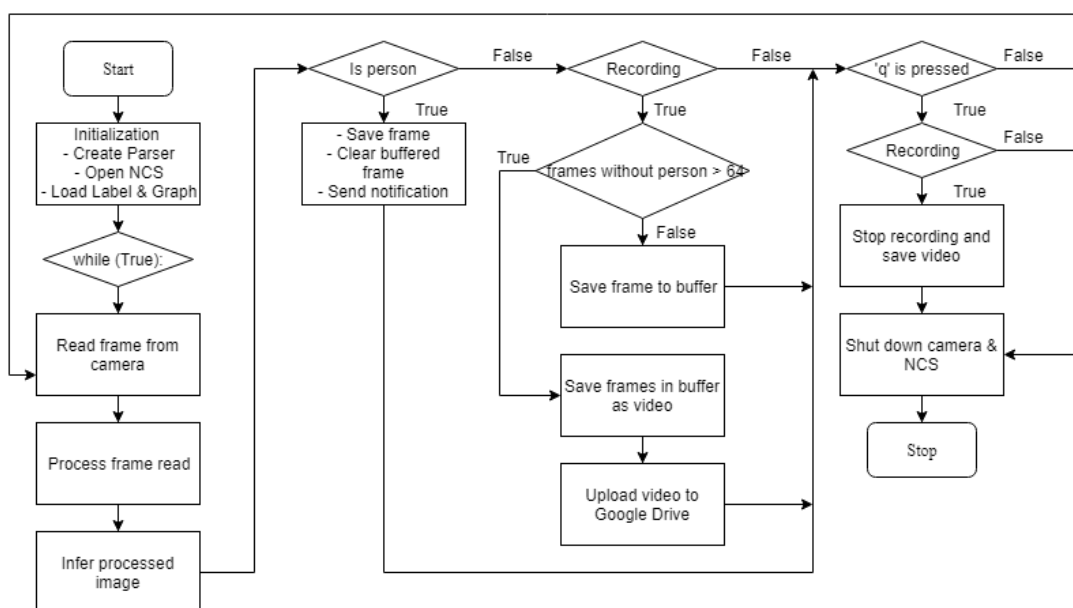 Start
Initialization
- Create Parser
- Open NCS
- Load Label & Graph
while (True):
Read frame from
camera
Process frame read
Infer processed
image
Is person
False
True
- Save frame
- Clear buffered
frame
- Send notification
Recording
False
True
frames without person > 64
True
False
Save frame to buffer
Save frames in buffer
as video
Upload video to
Google Drive
'q' is pressed
False
True
Recording
False
True
Stop recording and
save video
Shut down camera &
NCS
Stop